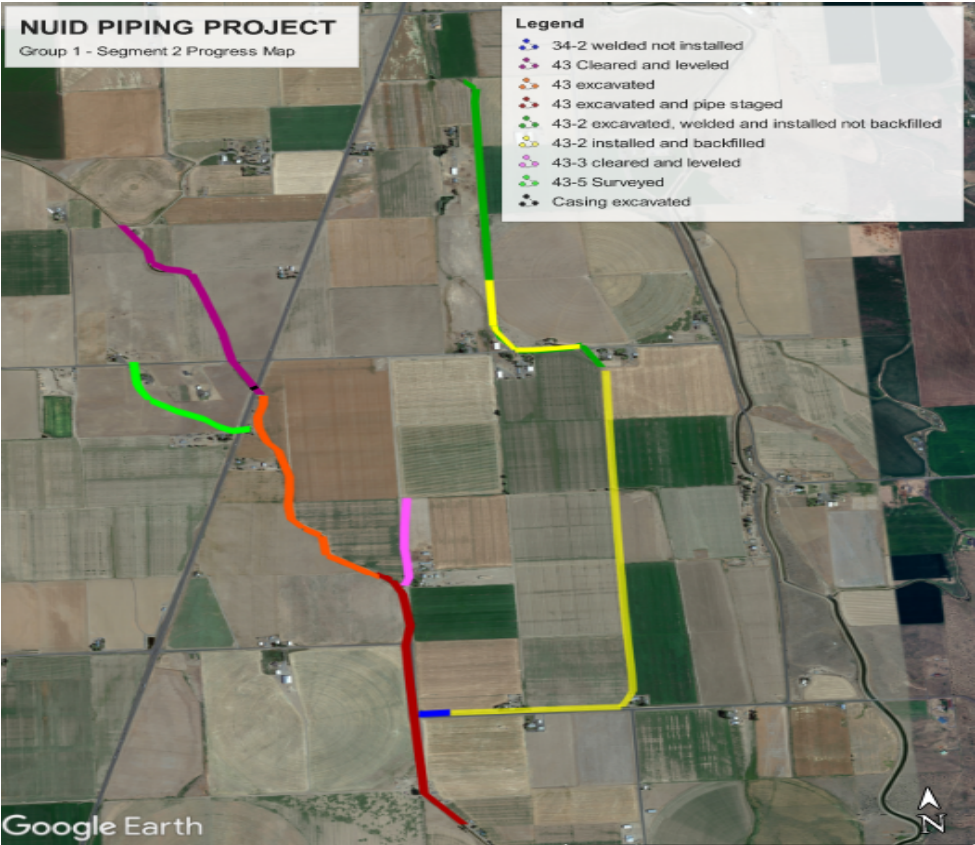 NUID PIPING PROJECT
Group 1 - Segment 2 Progress Map
Legend
34-2 welded not installed
43 Cleared and leveled
43 excavated
43 excavated and pipe staged
43-2 excavated, welded and installed not backfilled
43-2 installed and backfilled
43-3 cleared and leveled
43-5 Surveyed
Casing excavated
Google Earth
N